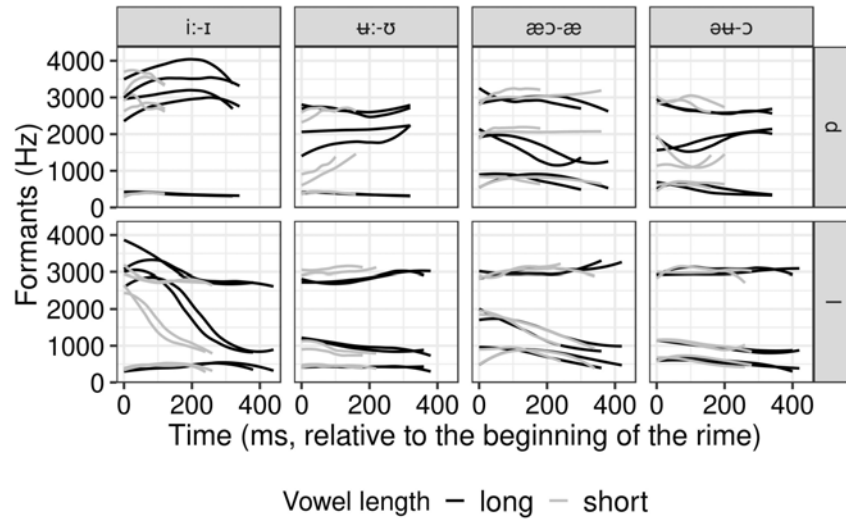 iː-ɪ ʉː-ʊ æɔ-æ əʉ-ɔ
4000
3000
2000
1000
0
d
4000
3000
2000
1000
0
l
0 200 400 0 200 400 0 200 400 0 200 400
Formants (Hz)
Time (ms, relative to the beginning of the rime)
Vowel length long short